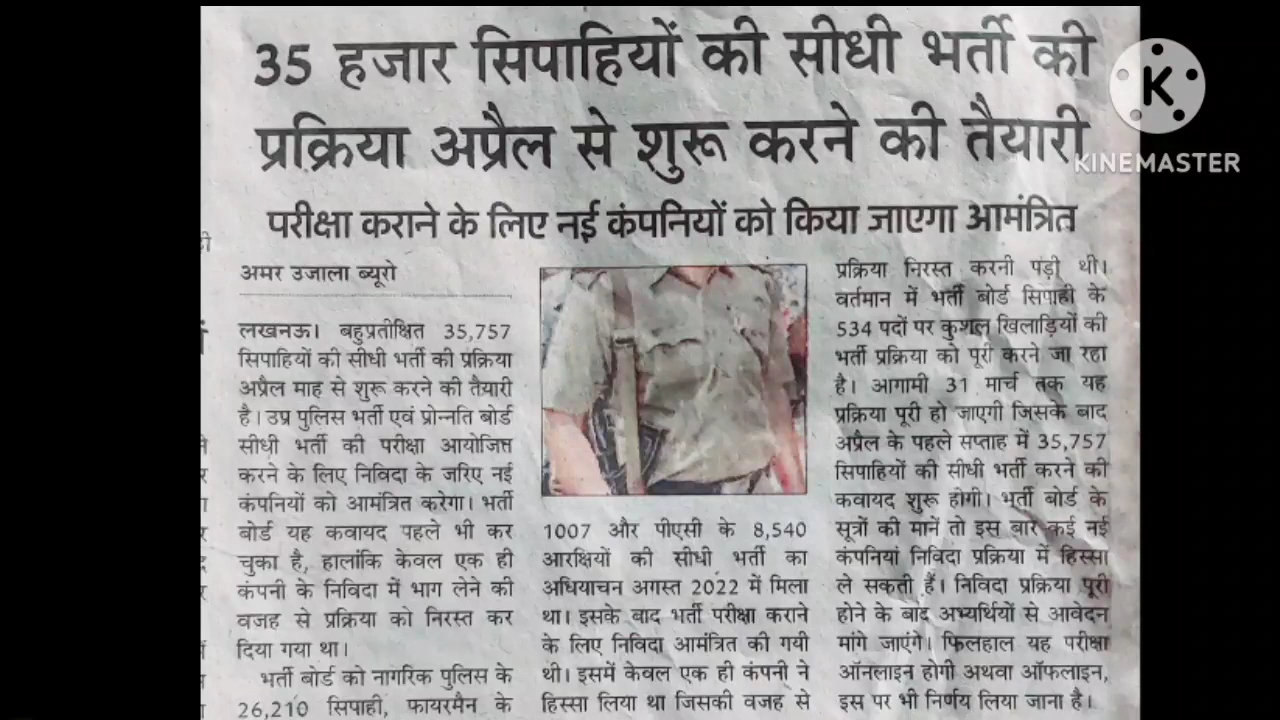 35 हजार सिपाहियों की सीधी भर्ती की
प्रक्रिया अप्रैल से शुरू करने की तैयारी
K
KINEMASTER
परीक्षा कराने के लिए नई कंपनियों को किया जाएगा आमंत्रित
अमर उजाला ब्यूरो
लखनऊ। बहुप्रतीक्षित 35,757
सिपाहियों की सीधी भर्ती की प्रक्रिया
अप्रैल माह से शुरू करने की तैयारी
है। उप्र पुलिस भर्ती एवं प्रोन्नति बोर्ड
सीधी भर्ती की परीक्षा आयोजित
करने के लिए निविदा के जरिए नई
कंपनियों को आमंत्रित करेगा। भर्ती
बोर्ड यह कवायद पहले भी कर
चुका है, हालांकि केवल एक ही
कंपनी के निविदा में भाग लेने की
वजह से प्रक्रिया को निरस्त कर
दिया गया था।
भर्ती बोर्ड को नागरिक पुलिस के
26,210 सिपाही, फायरमैन के
1007 और पीएसी के 8,540
आरक्षियों की सीधी भर्ती का
अधियाचन अगस्त 2022 में मिला
था। इसके बाद भर्ती परीक्षा कराने
के लिए निविदा आमंत्रित की गयी
थी। इसमें केवल एक ही कंपनी ने
हिस्सा लिया था जिसकी वजह से
प्रक्रिया निरस्त करनी पड़ी थी।
वर्तमान में भर्ती बोर्ड सिपाही के
534 पदों पर कुशल खिलाड़ियों की
भर्ती प्रक्रिया को पूरी करने जा रहा
है। आगामी 31 मार्च तक यह
प्रक्रिया पूरी हो जाएगी जिसके बाद
अप्रैल के पहले सप्ताह में 35,757
सिपाहियों की सीधी भर्ती करने की
कवायद शुरू होगी। भर्ती बोर्ड के
सूत्रों की मानें तो इस बार कई नई
कंपनियां निविदा प्रक्रिया में हिस्सा
ले सकती हैं। निविदा प्रक्रिया पूरी
होने के बाद अभ्यर्थियों से आवेदन
मांगे जाएंगे। फिलहाल यह परीक्षा
ऑनलाइन होगी अथवा ऑफलाइन,
इस पर भी निर्णय लिया जाना है।